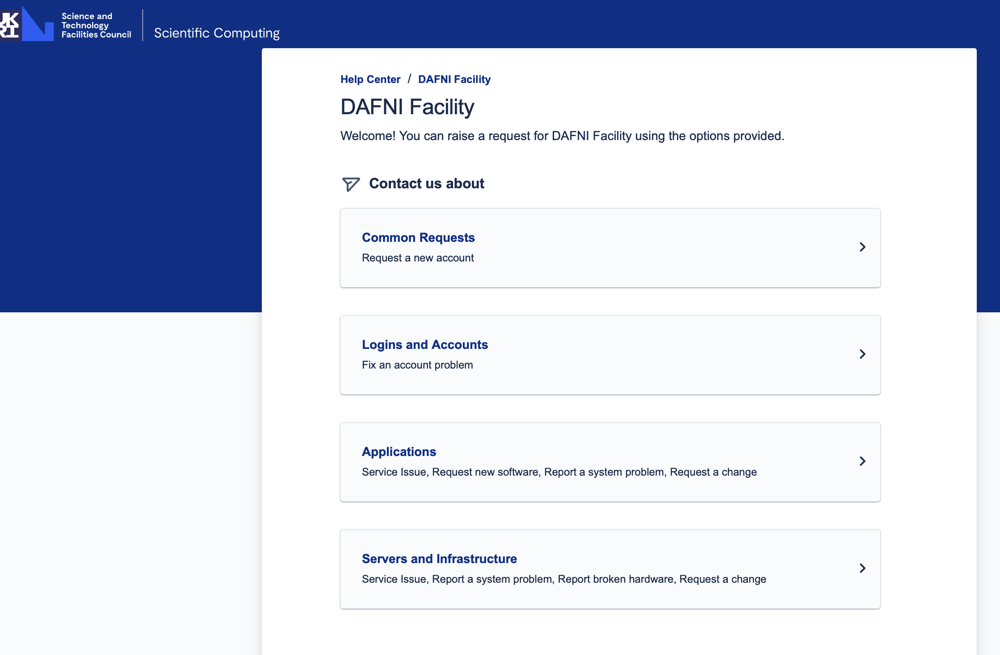 Science and
Technology
Facilities Council
Scientific Computing
Help Center / DAFNI Facility
DAFNI Facility
Welcome! You can raise a request for DAFNI Facility using the options provided.
Contact us about
Common Requests
Request a new account
Logins and Accounts
Fix an account problem
Applications
Service Issue, Request new software, Report a system problem, Request a change
Servers and Infrastructure
Service Issue, Report a system problem, Report broken hardware, Request a change